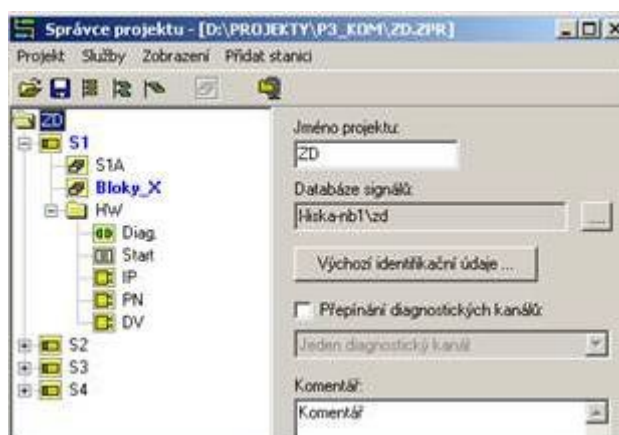 Správce projektu - [D:\PROJEKTY\P3_KOM\ZD.ZPR]
Projekt Služby Zobrazení Přidat stanici
ZD
S1
S1A
Bloky_X
HW
Diag.
Start
IP
PN
DV
S2
S3
S4
Jméno projektu:
ZD
Databáze signálů:
Hiska-nb1\zd
...
Výchozí identifikační údaje ...
Přepínání diagnostických kanálů:
Jeden diagnostický kanál
Komentář:
Komentář